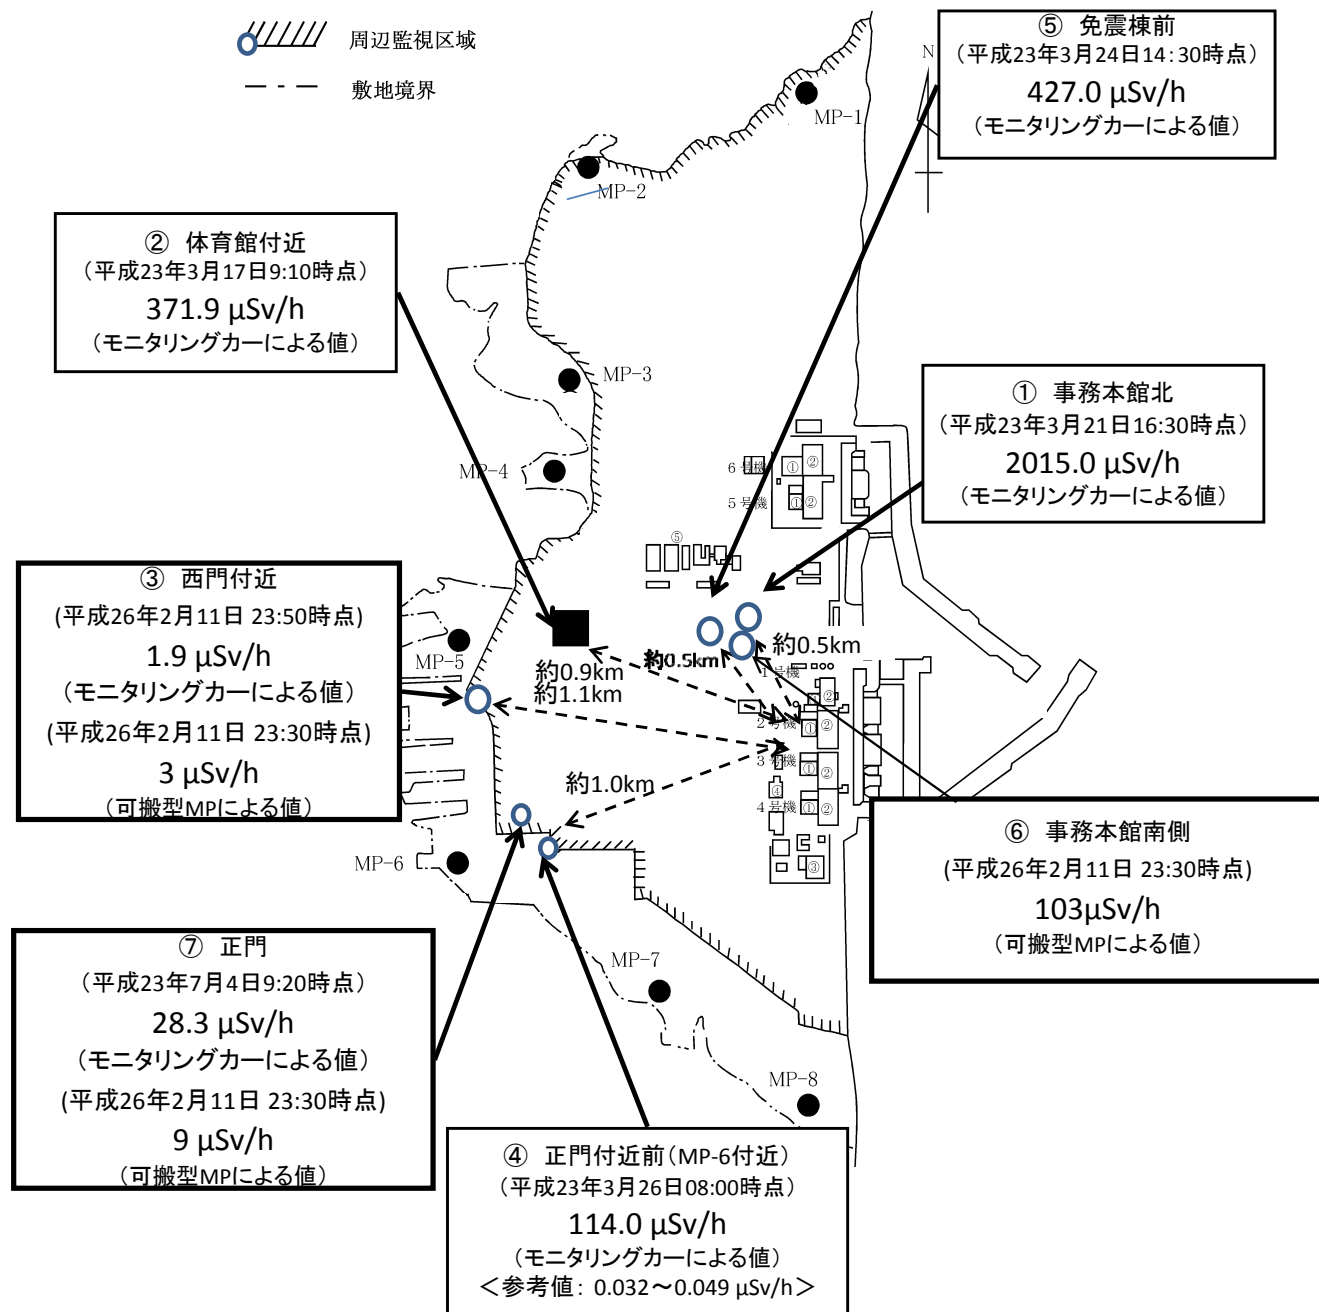 周辺監視区域
敷地境界
⑤ 免震棟前
(平成23年3月24日14:30時点)
427.0 μSv/h
(モニタリングカーによる値)
N
MP-1
MP-2
② 体育館付近
(平成23年3月17日9:10時点)
371.9 μSv/h
(モニタリングカーによる値)
MP-3
① 事務本館北
(平成23年3月21日16:30時点)
2015.0 μSv/h
(モニタリングカーによる値)
MP-4
6号機
①
②
5号機
①
②
⑤
③ 西門付近
(平成26年2月11日 23:50時点)
1.9 μSv/h
(モニタリングカーによる値)
(平成26年2月11日 23:30時点)
3 μSv/h
(可搬型MPによる値)
MP-5
約0.9km
約1.1km
約0.5km
約0.5km
1号機
②
2号機
①
②
3号機
①
②
④
4号機
①
②
③
約1.0km
MP-6
⑥ 事務本館南側
(平成26年2月11日 23:30時点)
103μSv/h
(可搬型MPによる値)
⑦ 正門
(平成23年7月4日9:20時点)
28.3 μSv/h
(モニタリングカーによる値)
(平成26年2月11日 23:30時点)
9 μSv/h
(可搬型MPによる値)
MP-7
MP-8
④ 正門付近前(MP-6付近)
(平成23年3月26日08:00時点)
114.0 μSv/h
(モニタリングカーによる値)
<参考値: 0.032~0.049 μSv/h>